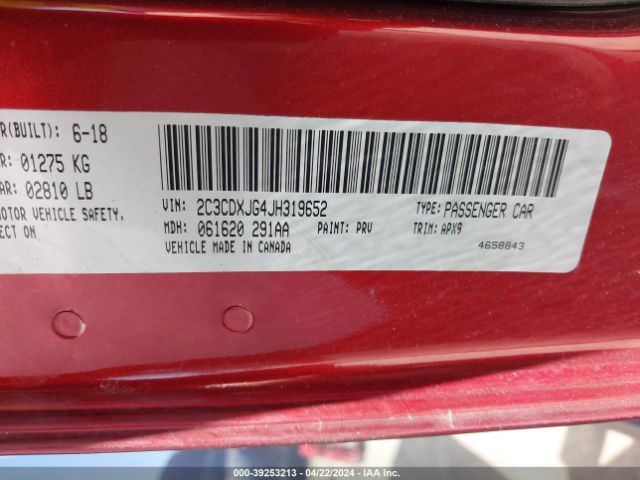 R(BUILT): 6-18
R: 01275 KG
AR: 02810 LB
MOTOR VEHICLE SAFETY,
ECT ON
VIN: 2C3CDXJG4JH319652 TYPE: PASSENGER CAR
MDH: 061620 291AA PAINT: PRV TRIM: APX9
VEHICLE MADE IN CANADA 4658843
000-39253213 - 04/22/2024 - IAA Inc.